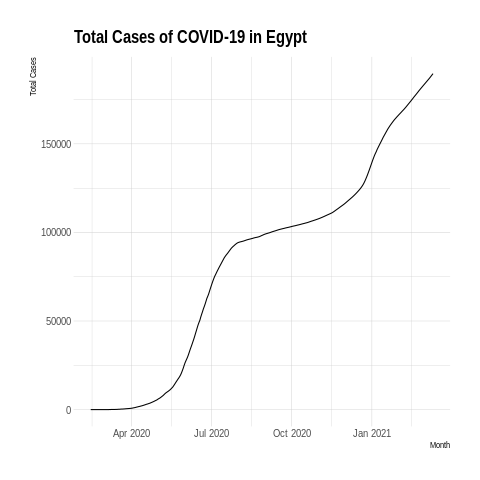 Total Cases of COVID-19 in Egypt
Total Cases
150000
100000
50000
0
Apr 2020 Jul 2020 Oct 2020 Jan 2021
Month